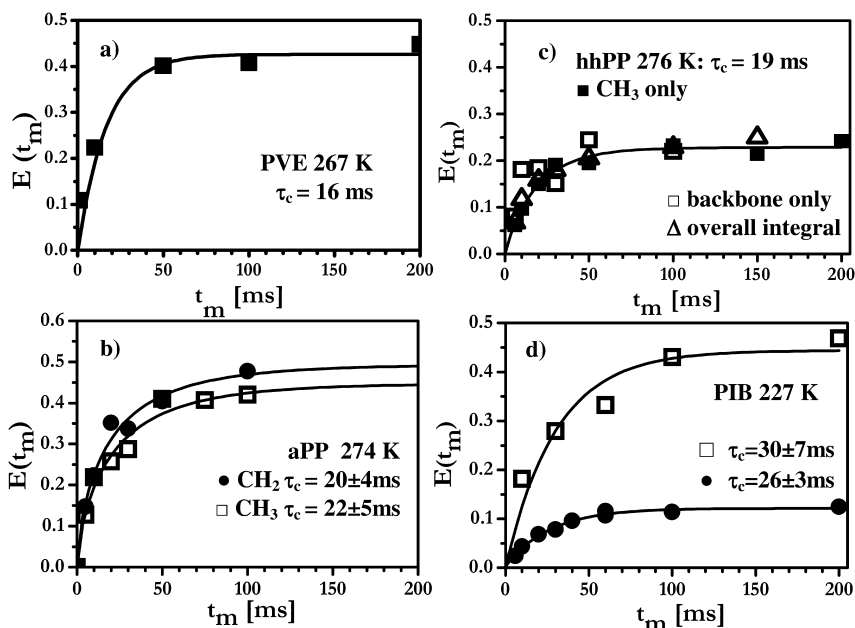 a)
E (tm)
0.5
0.4
0.3
0.2
0.1
0.0
PVE 267 K
τc = 16 ms
0 50 100 150 200
tm [ms]
c)
E(tm)
0.5
0.4
0.3
0.2
0.1
0.0
hhPP 276 K: τc = 19 ms
CH3 only
backbone only
overall integral
0 50 100 150 200
tm [ms]
b)
E(tm)
0.6
0.5
0.4
0.3
0.2
0.1
0.0
aPP 274 K
CH2 τc = 20±4ms
CH3 τc = 22±5ms
0 50 100 150 200
tm [ms]
d)
E(tm)
0.5
0.4
0.3
0.2
0.1
0.0
PIB 227 K
τc=30±7ms
τc=26±3ms
0 50 100 150 200
tm [ms]